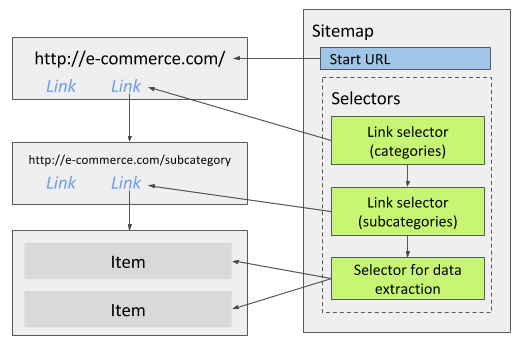 http://e-commerce.com/
Link Link
http://e-commerce.com/subcategory
Link Link
Item
Item
Sitemap
Start URL
Selectors
Link selector
(categories)
Link selector
(subcategories)
Selector for data
extraction